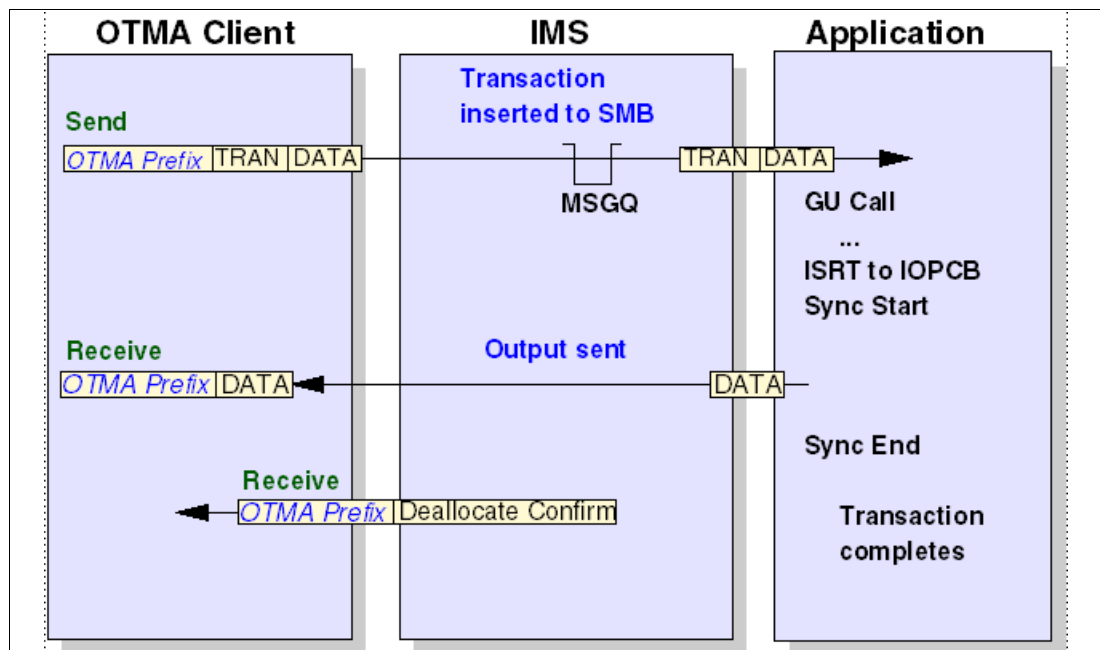 OTMA Client
IMS
Application
Transaction
inserted to SMB
Send
OTMA Prefix TRAN DATA
TRAN DATA
MSGQ
GU Call
...
ISRT to IOPCB
Sync Start
Receive
Output sent
OTMA Prefix DATA
DATA
Sync End
Receive
OTMA Prefix Deallocate Confirm
Transaction
completes